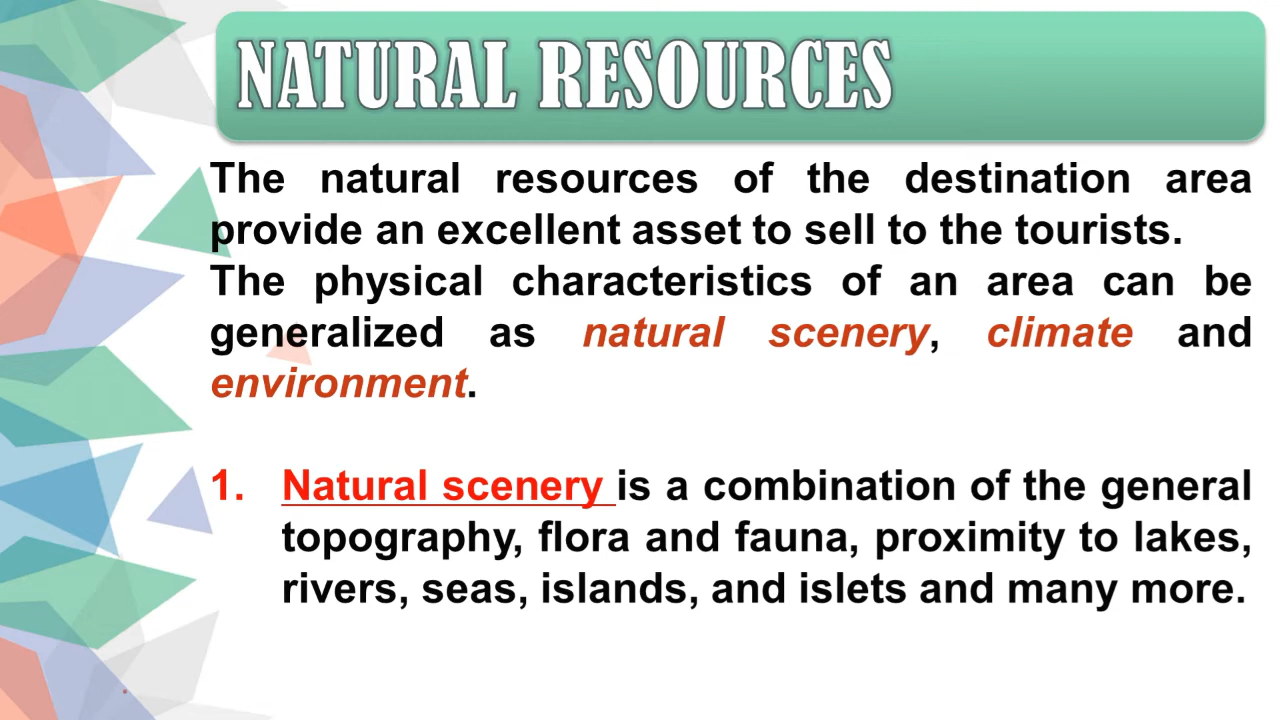 NATURAL RESOURCES
The natural resources of the destination area
provide an excellent asset to sell to the tourists.
The physical characteristics of an area can be
generalized as natural scenery, climate and
environment.
1. Natural scenery is a combination of the general
topography, flora and fauna, proximity to lakes,
rivers, seas, islands, and islets and many more.